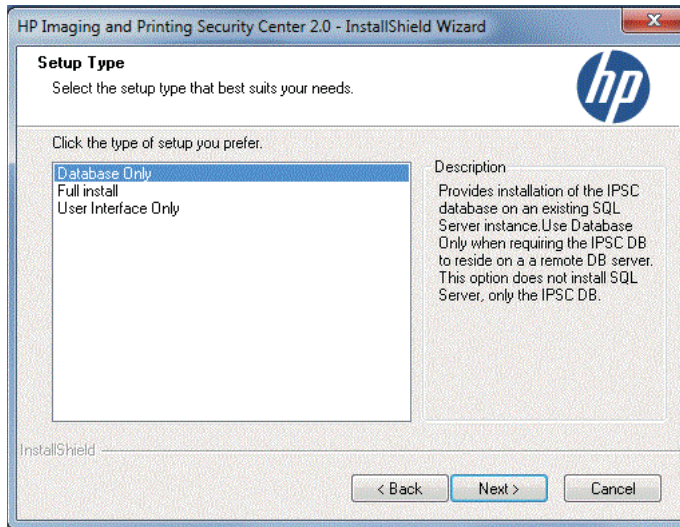 HP Imaging and Printing Security Center 2.0 - InstallShield Wizard
Setup Type
Select the setup type that best suits your needs.
hp
Click the type of setup you prefer.
Database Only
Full install
User Interface Only
Description
Provides installation of the IPSC
database on an existing SQL
Server instance.Use Database
Only when requiring the IPSC DB
to reside on a a remote DB server.
This option does not install SQL
Server, only the IPSC DB.
InstallShield
< Back
Next >
Cancel